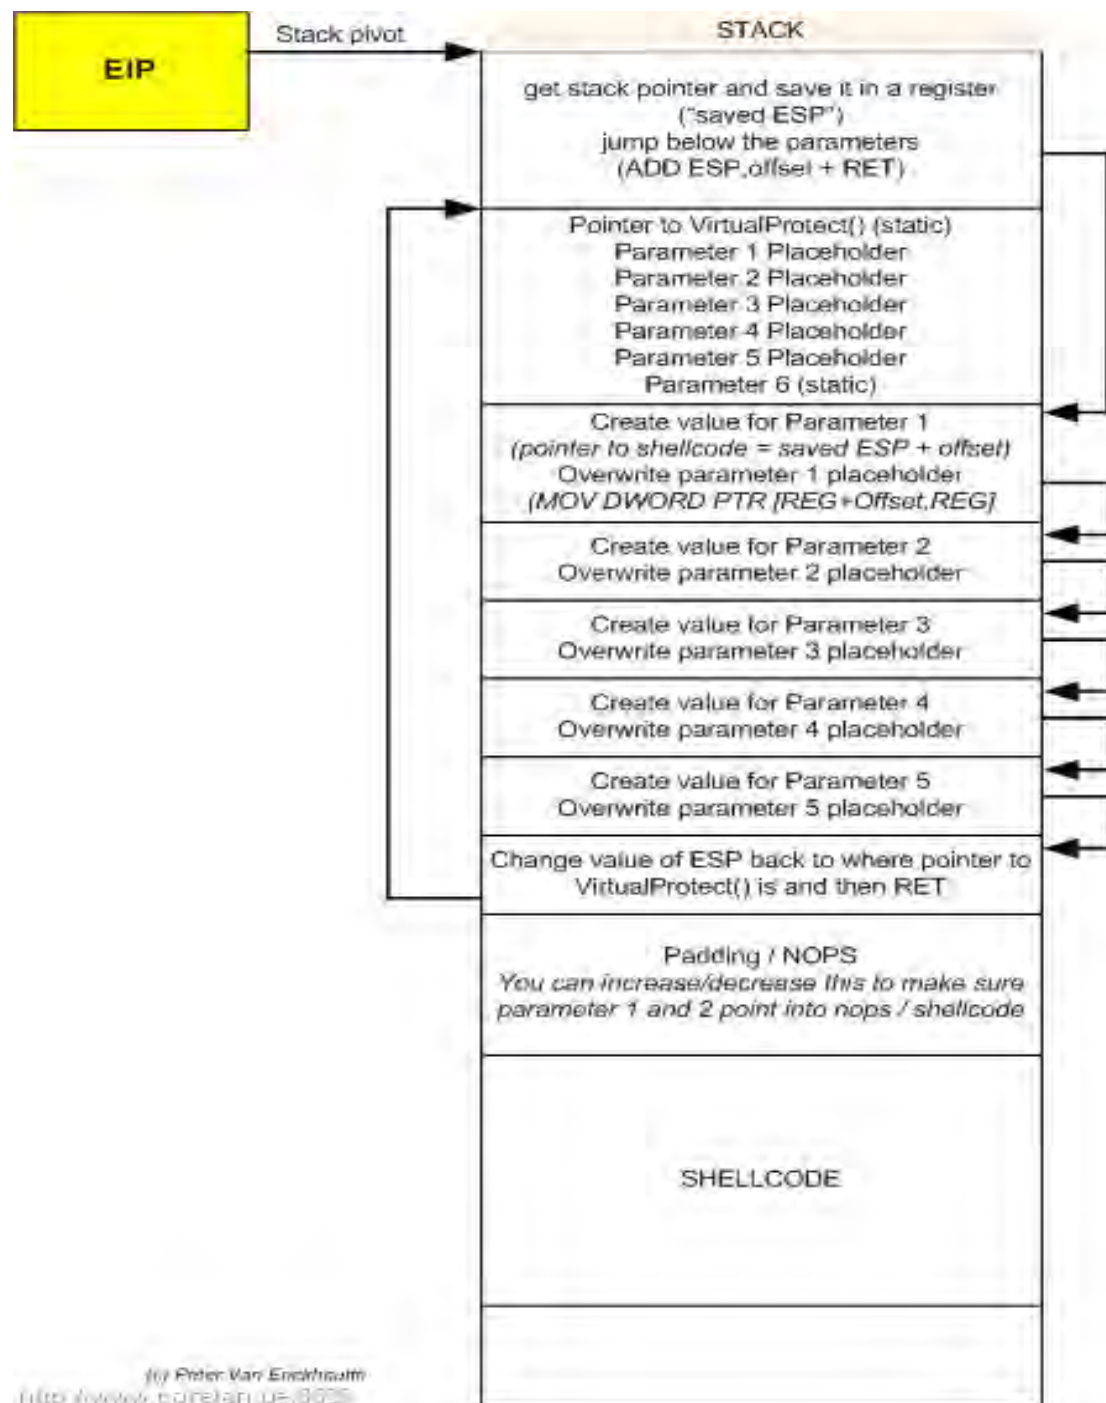 EIP
Stack pivot
STACK
get stack pointer and save it in a register
("saved ESP")
jump below the parameters
(ADD ESP,offset + RET)
Pointer to VirtualProtect() (static)
Parameter 1 Placeholder
Parameter 2 Placeholder
Parameter 3 Placeholder
Parameter 4 Placeholder
Parameter 5 Placeholder
Parameter 6 (static)
Create value for Parameter 1
(pointer to shellcode = saved ESP + offset)
Overwrite parameter 1 placeholder
(MOV DWORD PTR [REG+Offset,REG]
Create value for Parameter 2
Overwrite parameter 2 placeholder
Create value for Parameter 3
Overwrite parameter 3 placeholder
Create value for Parameter 4
Overwrite parameter 4 placeholder
Create value for Parameter 5
Overwrite parameter 5 placeholder
Change value of ESP back to where pointer to
VirtualProtect() is and then RET
Padding / NOPS
You can increase/decrease this to make sure
parameter 1 and 2 point into nops / shellcode
SHELLCODE
(c) Peter Van Eeckhoutte